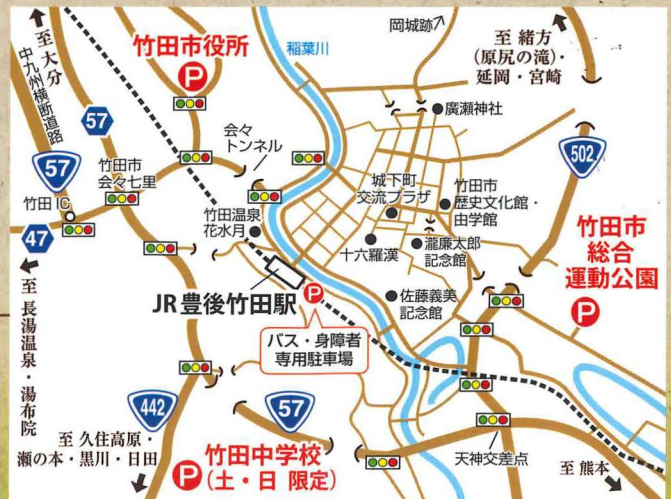 至 大分
中九州横断道路
竹田市役所
P
稲葉川
岡城跡
至 緒方
(原尻の滝)・
延岡・宮崎
57
57
竹田市
会々七里
竹田IC
47
会々
トンネル
廣瀬神社
502
城下町
交流プラザ
竹田市
歴史文化館・
由学館
竹田温泉
花水月
十六羅漢
瀧廉太郎
記念館
竹田市
総合
運動公園
P
JR豊後竹田駅
P
佐藤義美
記念館
バス・身障者
専用駐車場
至 長湯温泉・湯布院
442
57
至 久住高原・
瀬の本・黒川・日田
竹田中学校
(土・日 限定)
P
天神交差点
至 熊本